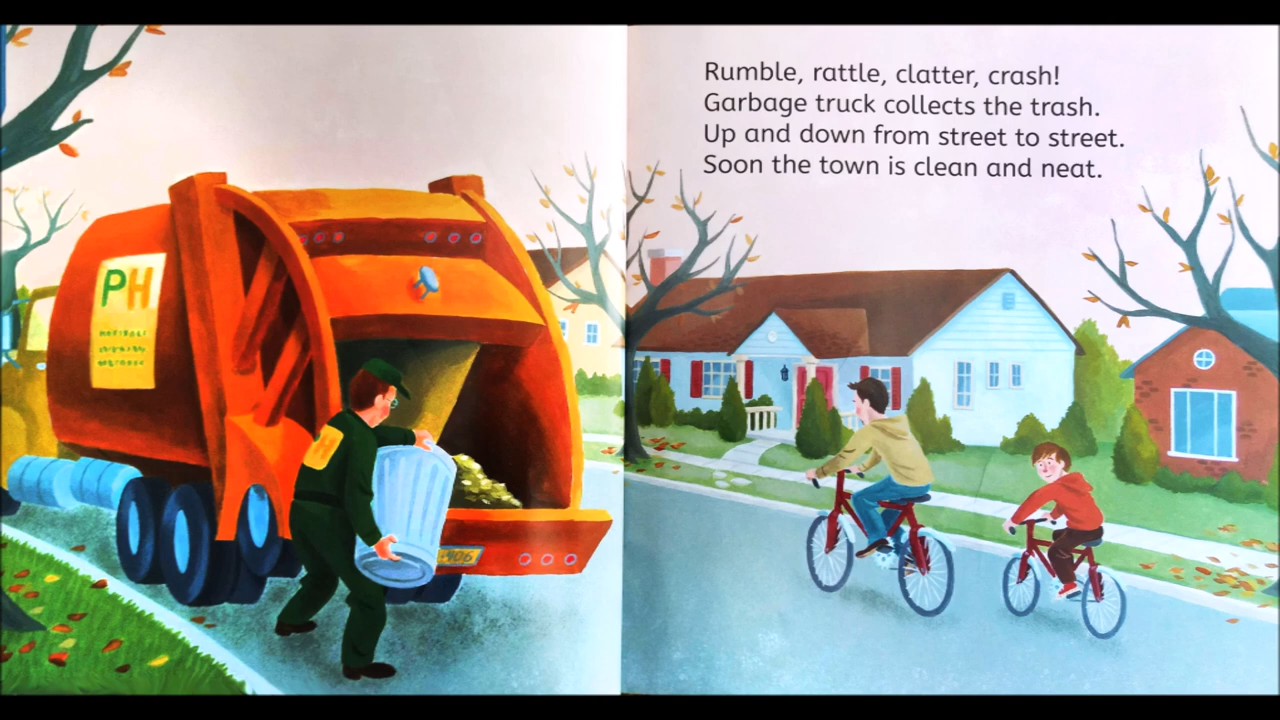 PH
406
Rumble, rattle, clatter, crash!
Garbage truck collects the trash.
Up and down from street to street.
Soon the town is clean and neat.